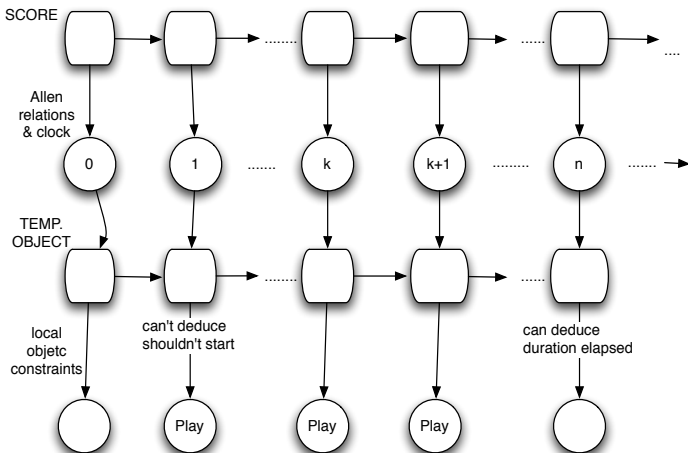 SCORE
........
......
....
Allen
relations
& clock
0
1
.......
k
k+1
.........
n
.......
TEMP.
OBJECT
........
......
local
objetc
constraints
can't deduce
shouldn't start
can deduce
duration elapsed
Play
Play
Play